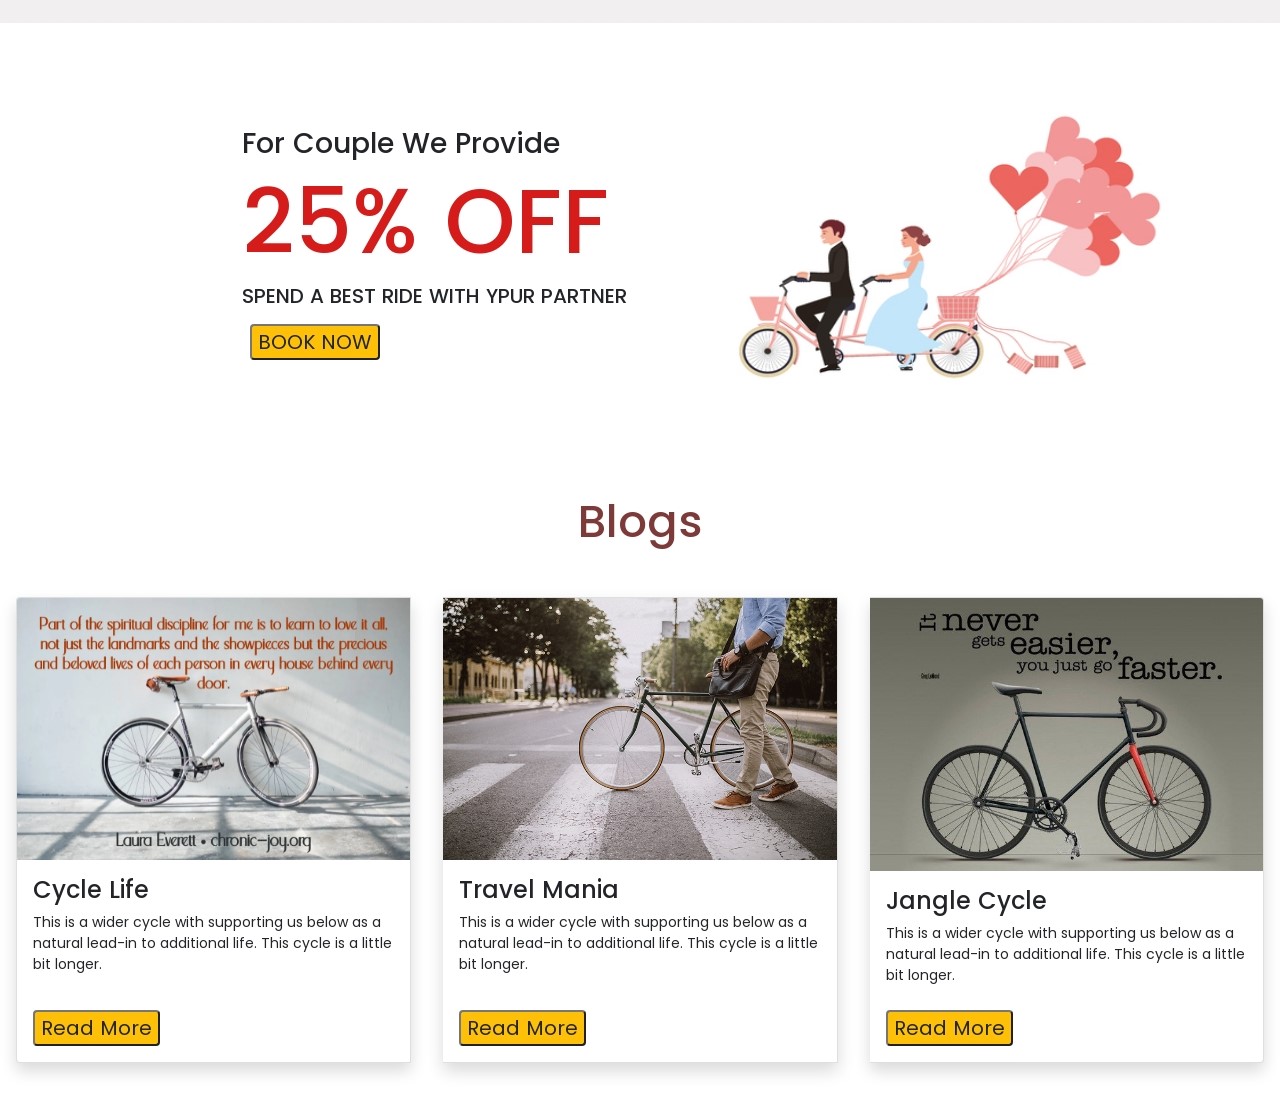 For Couple We Provide
25% OFF
SPEND A BEST RIDE WITH YPUR PARTNER
BOOK NOW
Blogs
Part of the spiritual discipline for me is to learn to love it all,
not just the landmarks and the showpieces but the precious
and beloved lives of each person in every house behind every
door.
Laura Everett • chronic-joy.org
Cycle Life
This is a wider cycle with supporting us below as a
natural lead-in to additional life. This cycle is a little
bit longer.
Read More
Travel Mania
This is a wider cycle with supporting us below as a
natural lead-in to additional life. This cycle is a little
bit longer.
Read More
It never
gets easier,
you just go faster.
Greg LeMond
Jangle Cycle
This is a wider cycle with supporting us below as a
natural lead-in to additional life. This cycle is a little
bit longer.
Read More